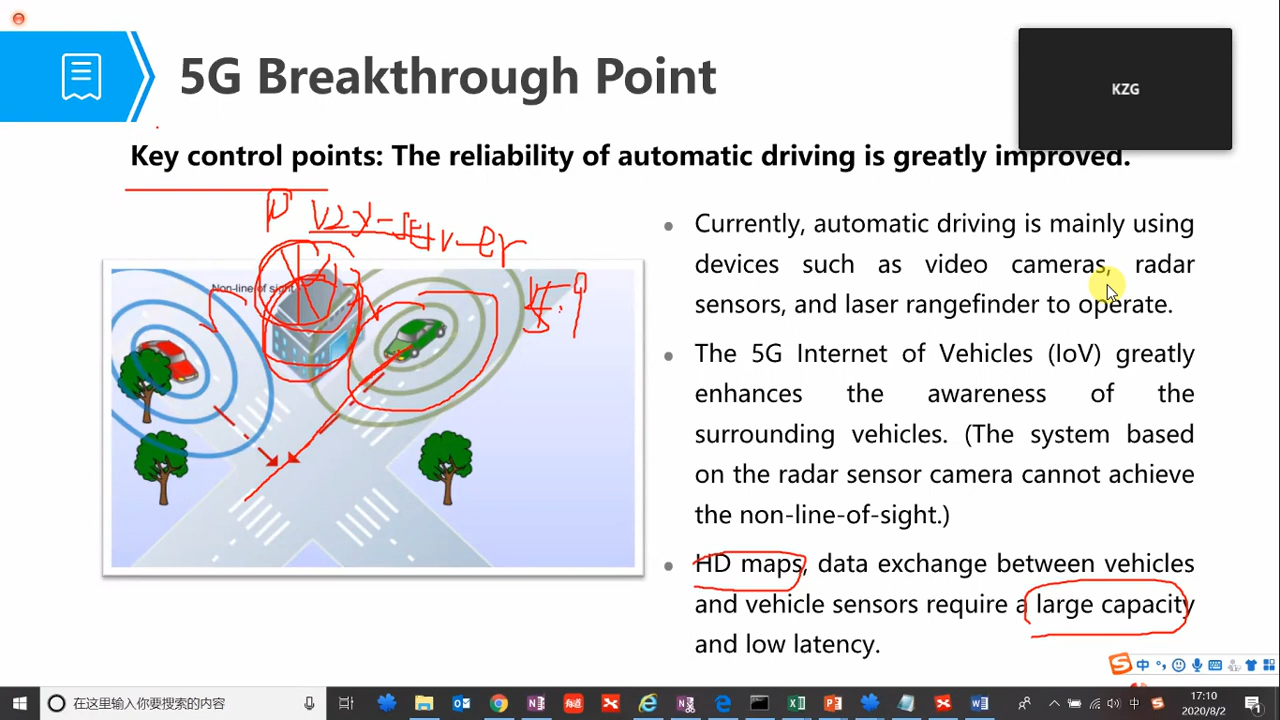 5G Breakthrough Point
KZG
Key control points: The reliability of automatic driving is greatly improved.
Non-line of sight
Currently, automatic driving is mainly using
devices such as video cameras, radar
sensors, and laser rangefinder to operate.
The 5G Internet of Vehicles (IoV) greatly
enhances the awareness of the
surrounding vehicles. (The system based
on the radar sensor camera cannot achieve
the non-line-of-sight.)
HD maps, data exchange between vehicles
and vehicle sensors require a large capacity
and low latency.
中
在这里输入你要搜索的内容
中
17:10
2020/8/2